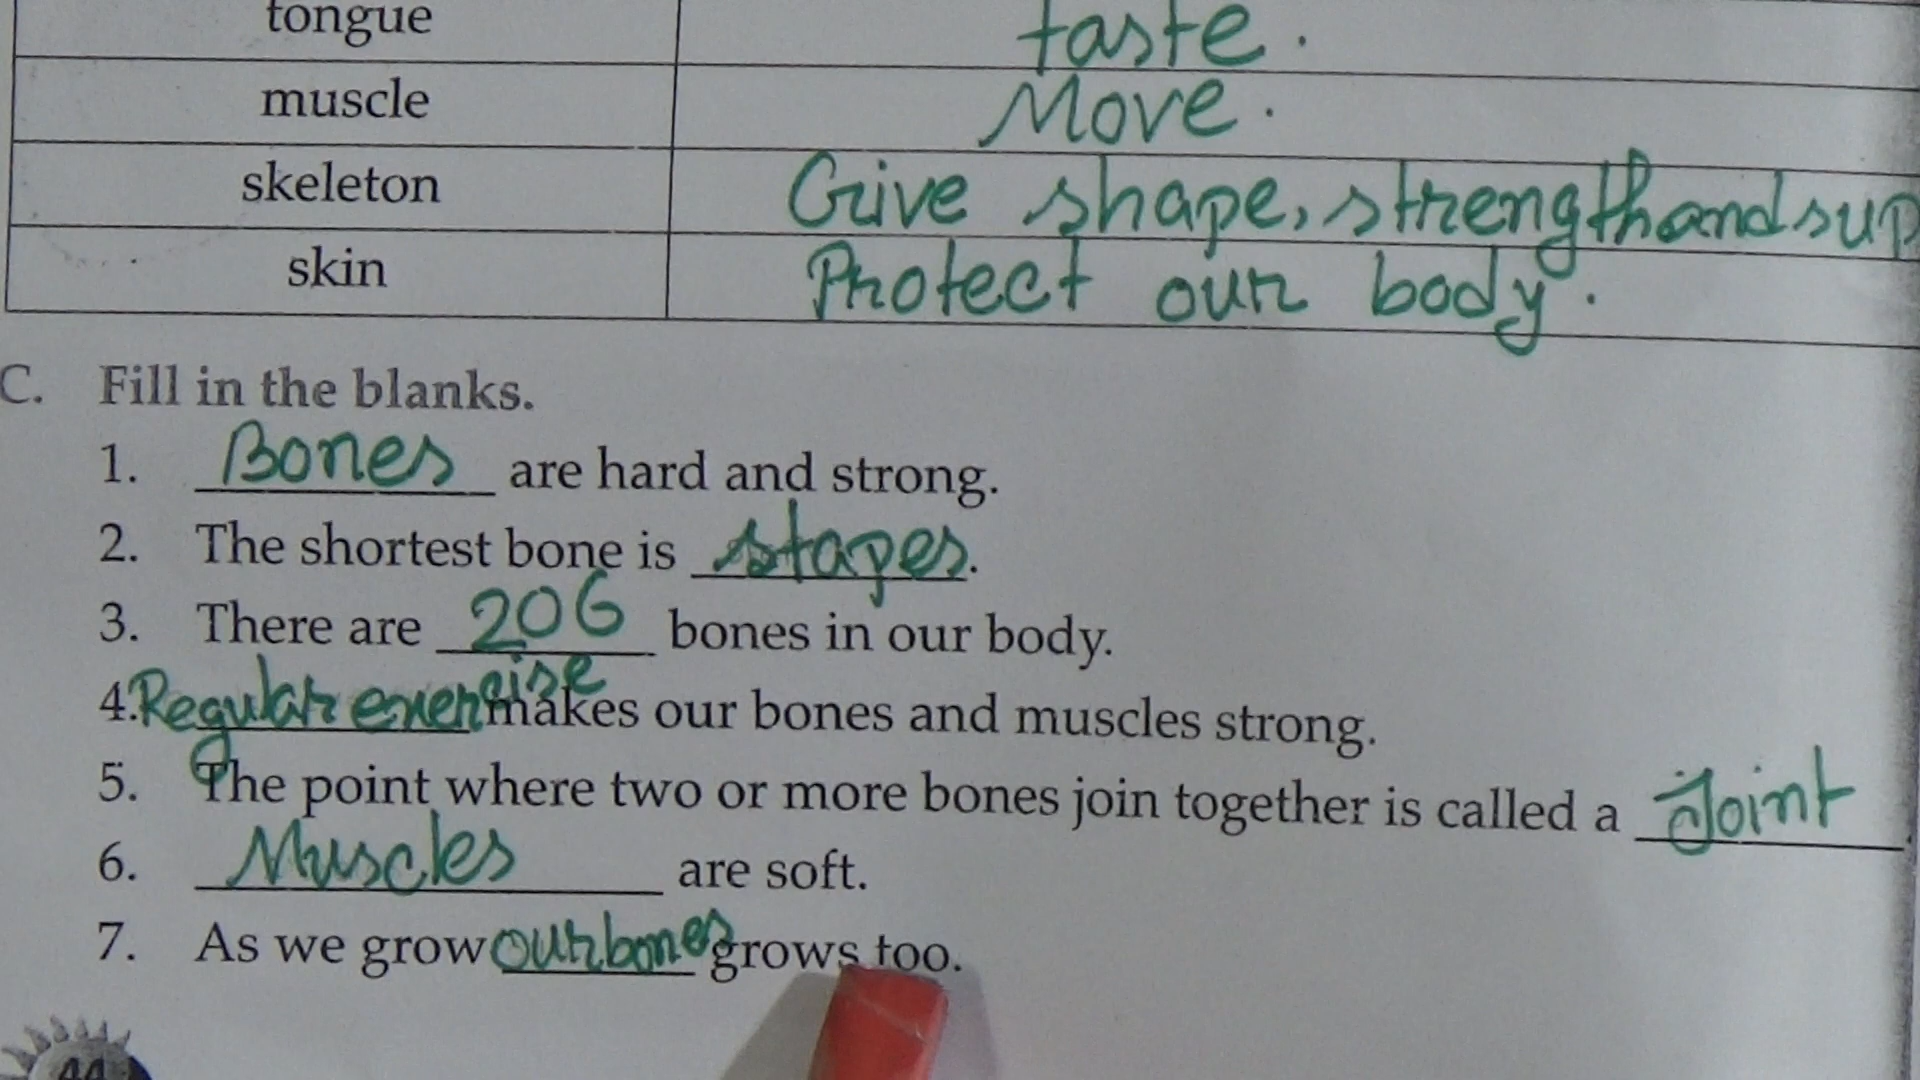 tongue taste.
muscle Move.
skeleton Give shape, strength and sup
skin Protect our body.
C. Fill in the blanks.
1. Bones are hard and strong.
2. The shortest bone is stapes.
3. There are 206 bones in our body.
4. Regular exercise makes our bones and muscles strong.
5. The point where two or more bones join together is called a Joint.
6. Muscles are soft.
7. As we grow our bones grows too.
44